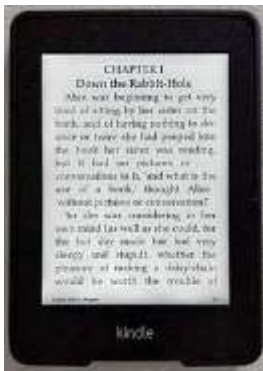 CHAPTER I
Down the Rabbit-Hole
Alice was beginning to get very
tired of sitting by her sister on the
bank, and of having nothing to do:
once or twice she had peeped into
the book her sister was reading,
but it had no pictures or
conversations in it, 'and what is the
use of a book,' thought Alice
'without pictures or conversation?'
So she was considering in her
own mind (as well as she could, for
the hot day made her feel very
sleepy and stupid), whether the
pleasure of making a daisy-chain
would be worth the trouble of
kindle